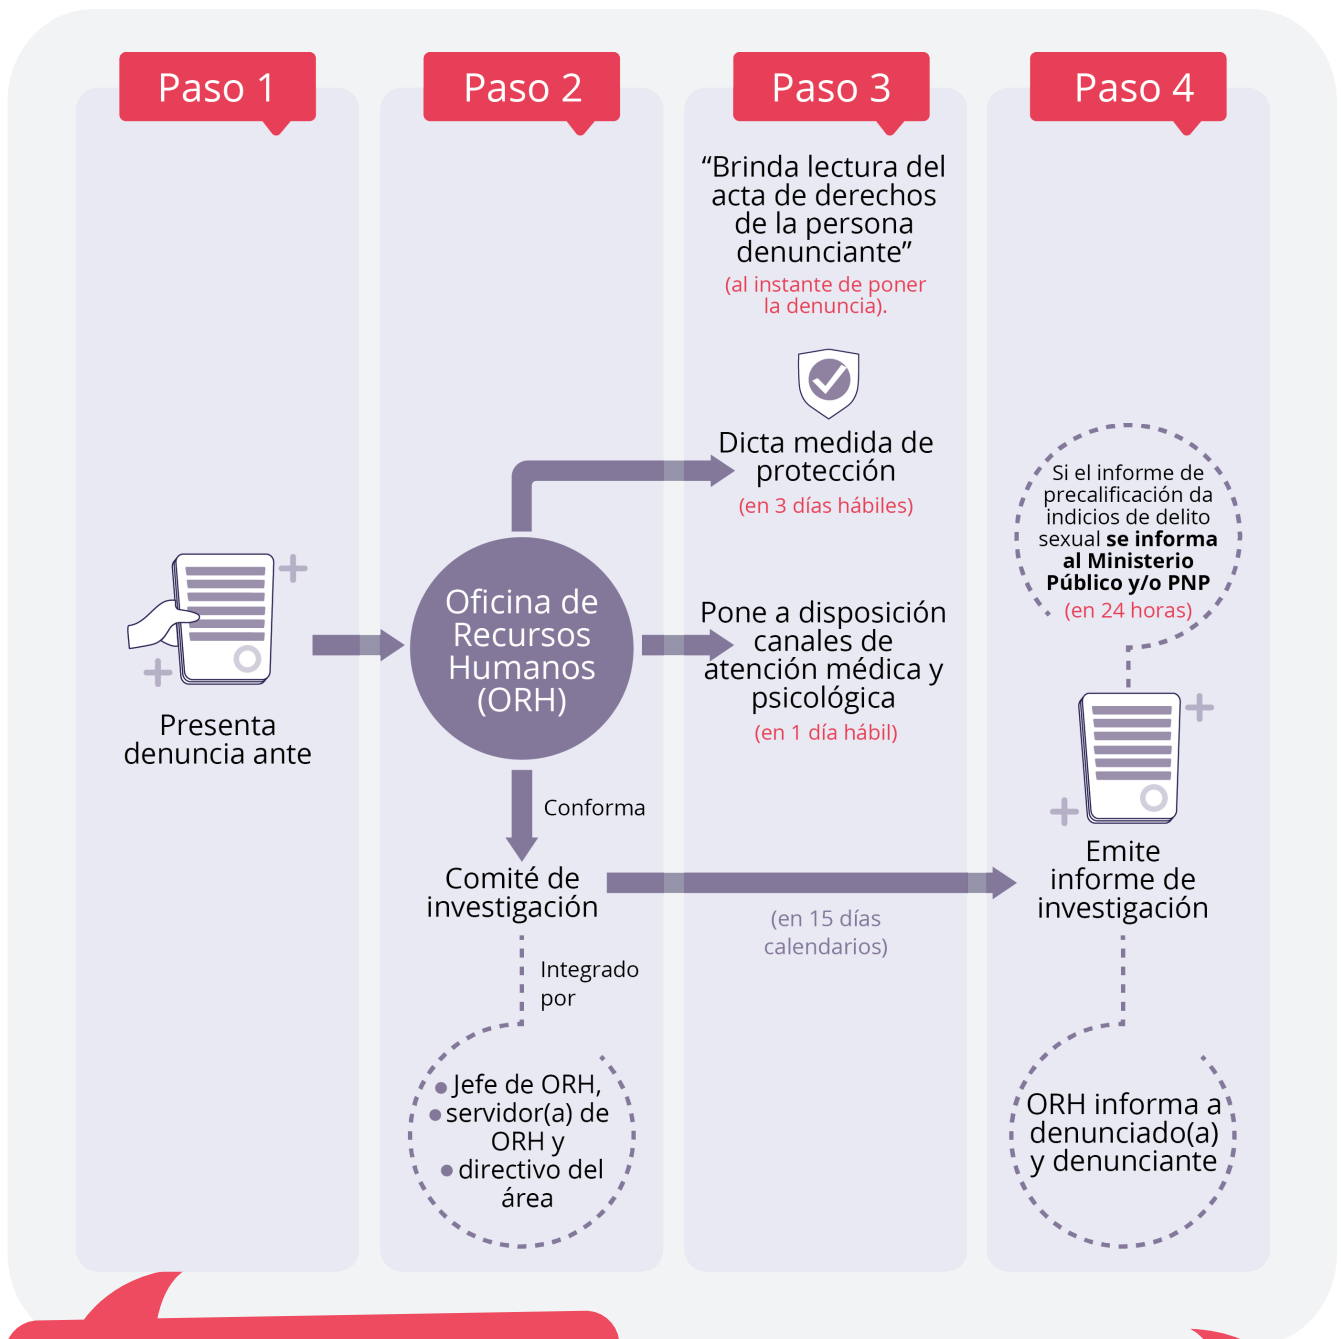 Paso 1
Presenta
denuncia ante
Paso 2
Oficina de
Recursos
Humanos
(ORH)
Conforma
Comité de
investigación
Integrado
por
Jefe de ORH,
servidor(a) de
ORH y
directivo del
área
Paso 3
“Brinda lectura del
acta de derechos
de la persona
denunciante”
(al instante de poner
la denuncia).
Dicta medida de
protección
(en 3 días hábiles)
Pone a disposición
canales de
atención médica y
psicológica
(en 1 día hábil)
(en 15 días
calendarios)
Paso 4
Si el informe de
precalificación da
indicios de delito
sexual se informa
al Ministerio
Público y/o PNP
(en 24 horas)
Emite
informe de
investigación
ORH informa a
denunciado(a)
y denunciante